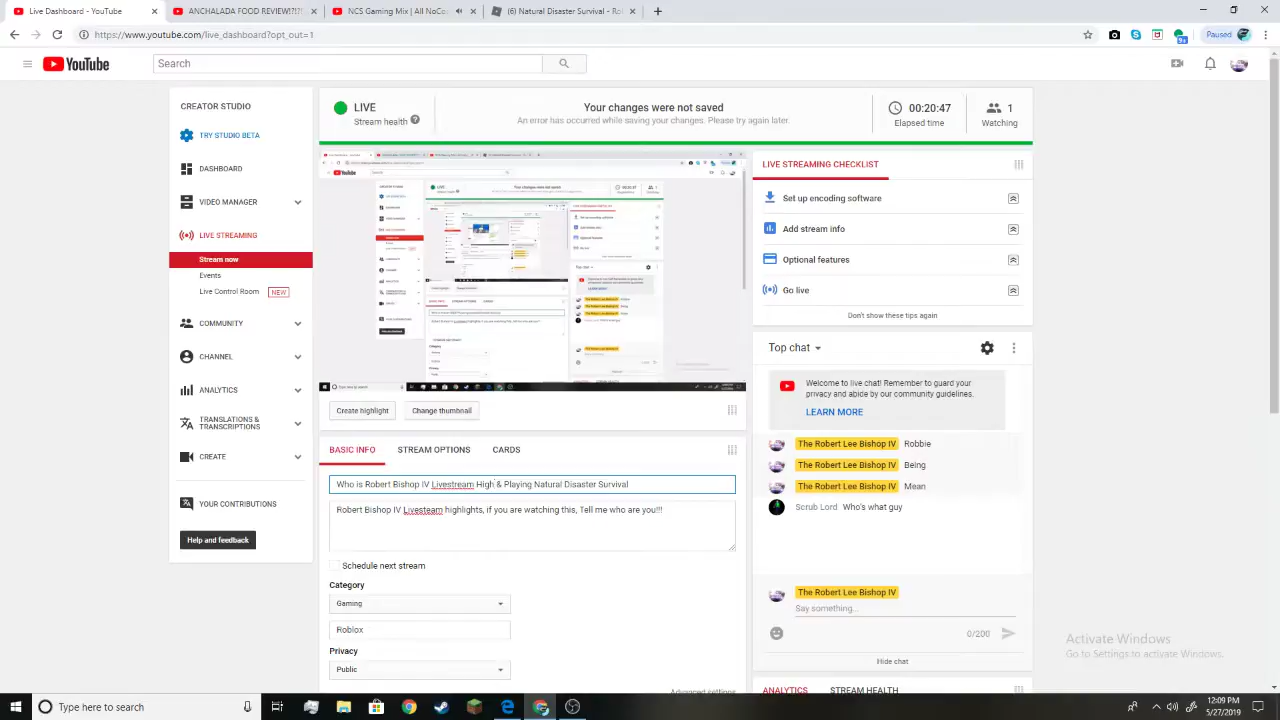 Live Dashboard - YouTube
ANCHALADA FOOD REVIEW!?!?
NCS Gaming Mix | All NoCo
(6) Natural Disaster Survival - Rob
https://www.youtube.com/live_dashboard?opt_out=1
9+
Paused
YouTube
Search
CREATOR STUDIO
TRY STUDIO BETA
DASHBOARD
VIDEO MANAGER
LIVE STREAMING
Stream now
Events
Live Control Room NEW
COMMUNITY
CHANNEL
ANALYTICS
TRANSLATIONS &
TRANSCRIPTIONS
CREATE
YOUR CONTRIBUTIONS
Help and feedback
LIVE
Stream health ?
Your changes were not saved
An error has occurred while saving your changes. Please try again later.
00:20:47
Elapsed time
1
Watching
Create highlight
Change thumbnail
BASIC INFO
STREAM OPTIONS
CARDS
Who is Robert Bishop IV Livestream High & Playing Natural Disaster Survival
Robert Bishop IV Livesteam highlights, if you are watching this, Tell me who are you!!!
Schedule next stream
Category
Gaming
Roblox
Privacy
Public
Advanced settings
LIVE STREAMING CHECKLIST
Set up encoding software
Add stream info
Optional features
Go live
Don't show these tips again
Top chat
Welcome to live chat! Remember to guard your
privacy and abide by our community guidelines.
LEARN MORE
The Robert Lee Bishop IV Robbie
The Robert Lee Bishop IV Being
The Robert Lee Bishop IV Mean
Scrub Lord Who's what guy
The Robert Lee Bishop IV
Say something...
0/200
Hide chat
ANALYTICS
STREAM HEALTH
Activate Windows
Go to Settings to activate Windows.
Type here to search
12:09 PM
5/27/2019